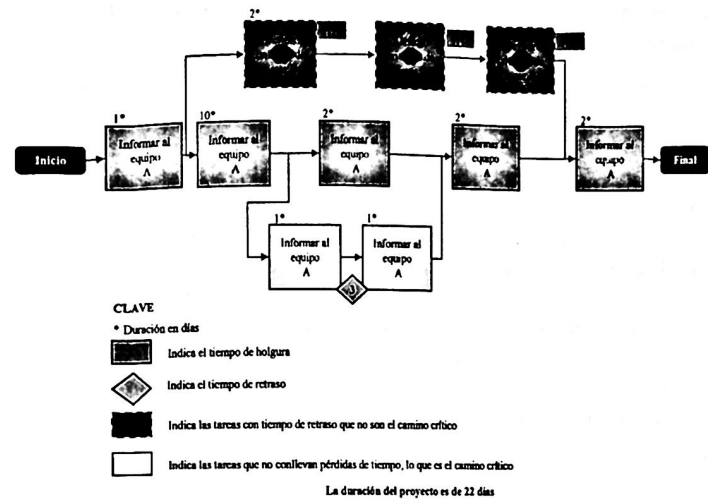 2°
1°
10°
2°
2°
2°
Inicio
Informar al
equipo
A
Informar al
equipo
A
Informar al
equipo
A
Informar al
equipo
A
Informar al
equipo
A
Final
1°
1°
Informar al
equipo
A
Informar al
equipo
A
3
CLAVE
* Duración en días
Indica el tiempo de holgura
Indica el tiempo de retraso
Indica las tareas con tiempo de retraso que no son el camino crítico
Indica las tareas que no conllevan pérdidas de tiempo, lo que es el camino crítico
La duración del proyecto es de 22 días